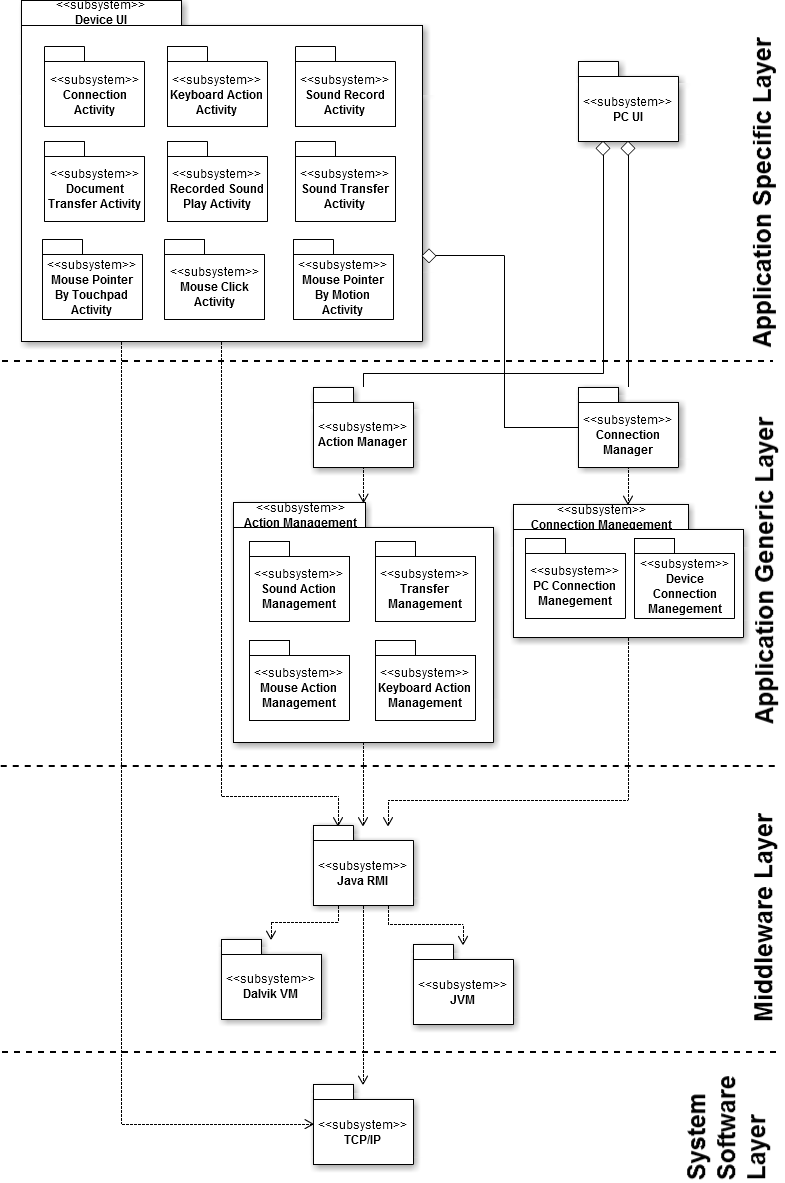 <<subsystem>>
Device UI
<<subsystem>>
Connection
Activity
<<subsystem>>
Keyboard Action
Activity
<<subsystem>>
Sound Record
Activity
<<subsystem>>
Document
Transfer Activity
<<subsystem>>
Recorded Sound
Play Activity
<<subsystem>>
Sound Transfer
Activity
<<subsystem>>
Mouse Pointer
By Touchpad
Activity
<<subsystem>>
Mouse Click
Activity
<<subsystem>>
Mouse Pointer
By Motion
Activity
<<subsystem>>
PC UI
Application Specific Layer
<<subsystem>>
Action Manager
<<subsystem>>
Connection
Manager
<<subsystem>>
Action Management
<<subsystem>>
Sound Action
Management
<<subsystem>>
Transfer
Management
<<subsystem>>
Mouse Action
Management
<<subsystem>>
Keyboard Action
Management
<<subsystem>>
Connection Manegement
<<subsystem>>
PC Connection
Manegement
<<subsystem>>
Device
Connection
Manegement
Application Generic Layer
<<subsystem>>
Java RMI
<<subsystem>>
Dalvik VM
<<subsystem>>
JVM
Middleware Layer
<<subsystem>>
TCP/IP
System
Software
Layer